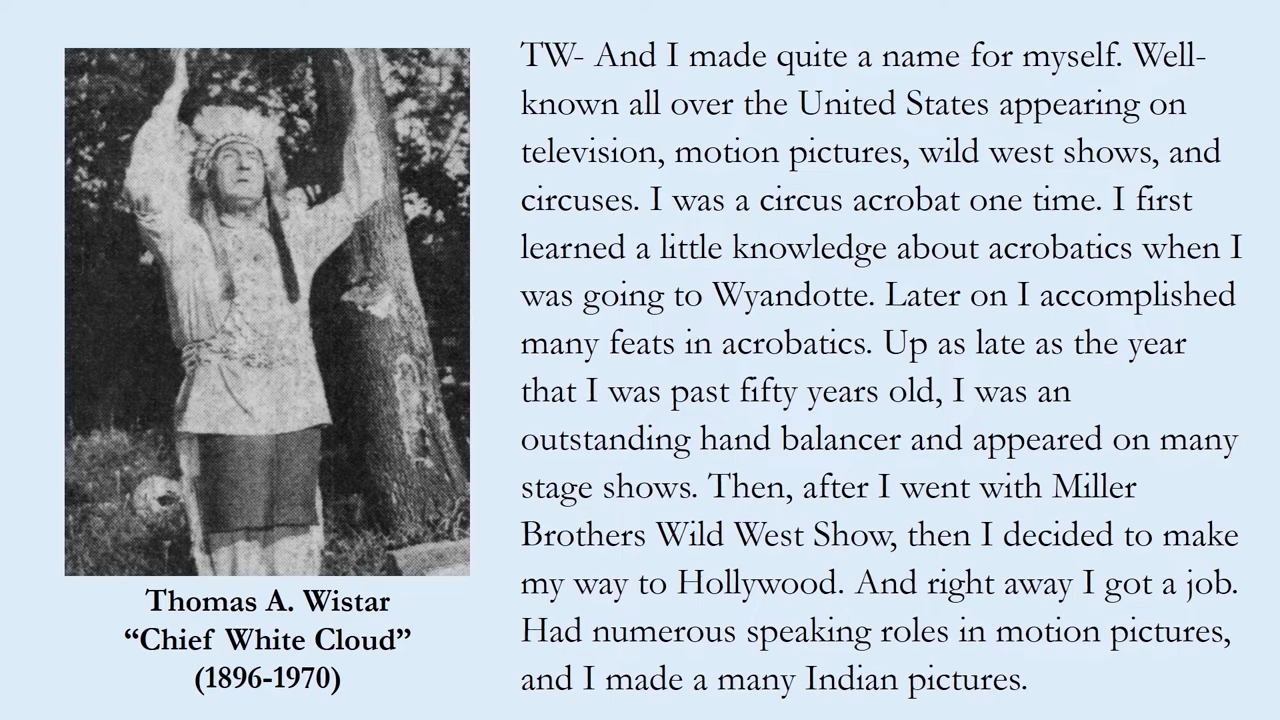 TW- And I made quite a name for myself. Well-
known all over the United States appearing on
television, motion pictures, wild west shows, and
circuses. I was a circus acrobat one time. I first
learned a little knowledge about acrobatics when I
was going to Wyandotte. Later on I accomplished
many feats in acrobatics. Up as late as the year
that I was past fifty years old, I was an
outstanding hand balancer and appeared on many
stage shows. Then, after I went with Miller
Brothers Wild West Show, then I decided to make
my way to Hollywood. And right away I got a job.
Had numerous speaking roles in motion pictures,
and I made a many Indian pictures.
Thomas A. Wistar
“Chief White Cloud”
(1896-1970)